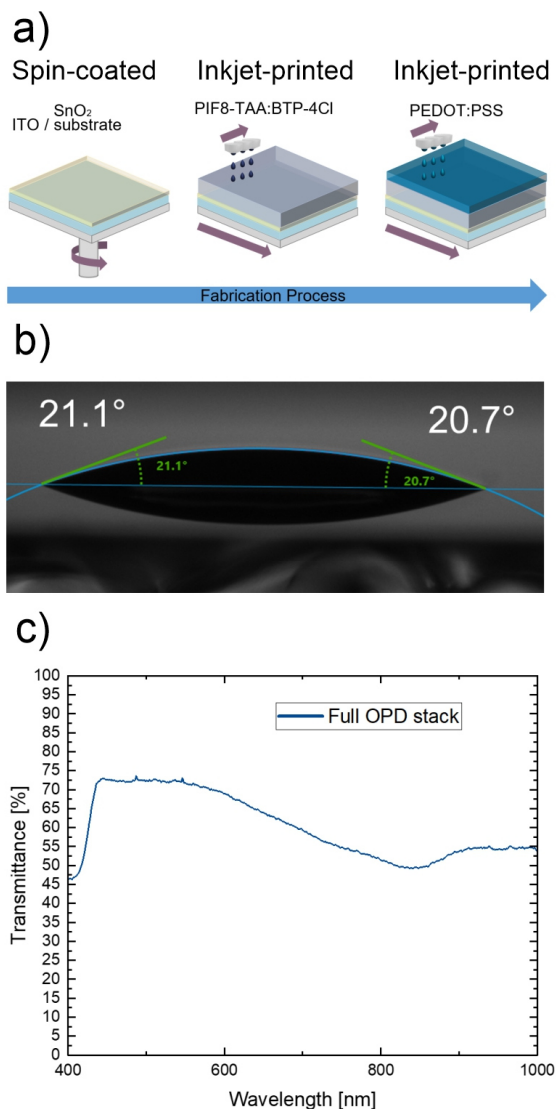 a)
Spin-coated
Inkjet-printed
Inkjet-printed
SnO₂
ITO / substrate
PIF8-TAA:BTP-4Cl
PEDOT:PSS
Fabrication Process
b)
21.1°
20.7°
21.1°
20.7°
c)
100
95
90
85
80
75
70
65
60
55
50
45
40
35
30
25
20
15
10
5
0
Transmittance [%]
Full OPD stack
400
600
800
1000
Wavelength [nm]